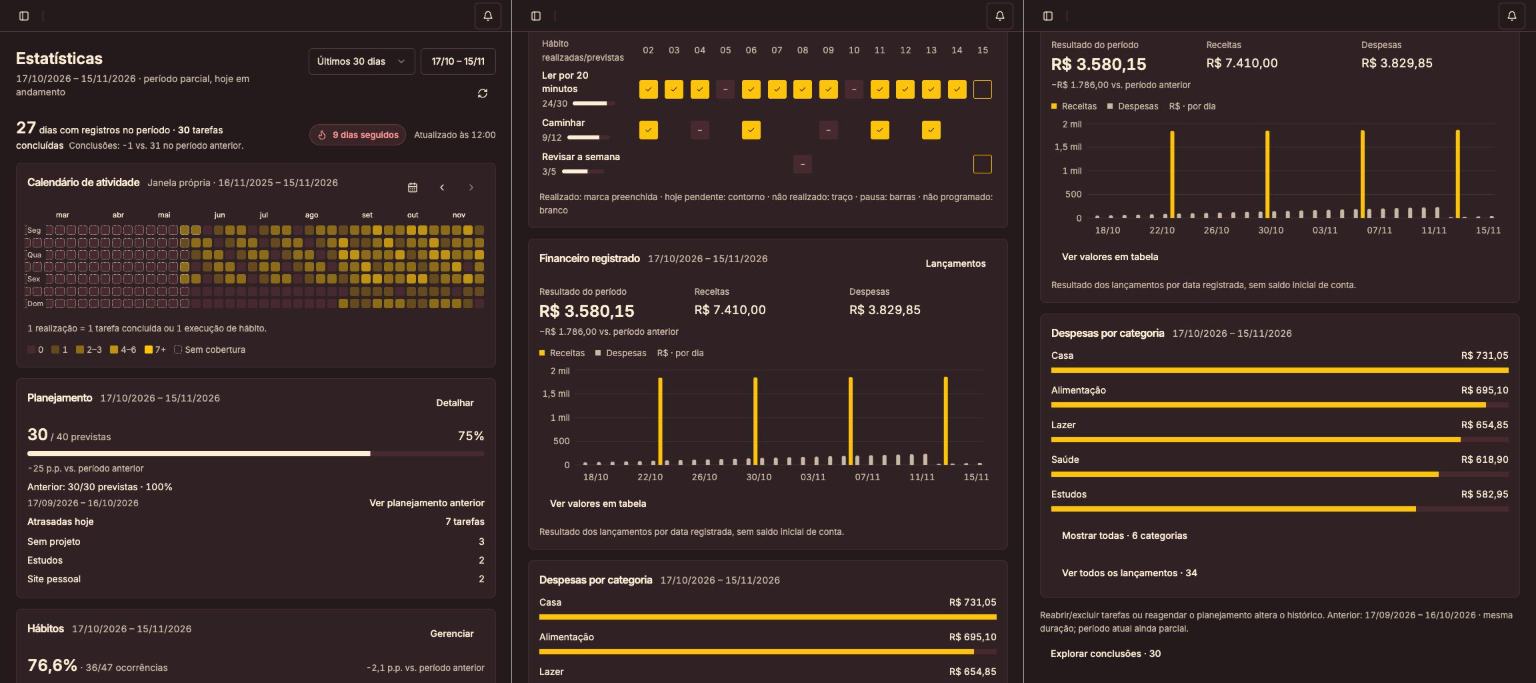 Estatísticas
Últimos 30 dias
17/10 – 15/11
17/10/2026 – 15/11/2026 · período parcial, hoje em
andamento
27 dias com registros no período · 30 tarefas
concluídas Conclusões: -1 vs. 31 no período anterior.
9 dias seguidos
Atualizado às 12:00
Calendário de atividade Janela própria · 16/11/2025 – 15/11/2026
mar abr mai jun jul ago set out nov
Seg
Qua
Sex
Dom
1 realização = 1 tarefa concluída ou 1 execução de hábito.
0 1 2–3 4–6 7+ Sem cobertura
Planejamento 17/10/2026 – 15/11/2026
Detalhar
30 / 40 previstas 75%
-25 p.p. vs. período anterior
Anterior: 30/30 previstas · 100%
17/09/2026 – 16/10/2026 Ver planejamento anterior
Atrasadas hoje 7 tarefas
Sem projeto 3
Estudos 2
Site pessoal 2
Hábitos 17/10/2026 – 15/11/2026
Gerenciar
76,6% · 36/47 ocorrências -2,1 p.p. vs. período anterior
Hábito
realizadas/previstas
02 03 04 05 06 07 08 09 10 11 12 13 14 15
Ler por 20
minutos
24/30
Caminhar
9/12
Revisar a semana
3/5
Realizado: marca preenchida · hoje pendente: contorno · não realizado: traço · pausa: barras · não programado:
branco
Financeiro registrado 17/10/2026 – 15/11/2026
Lançamentos
Resultado do período Receitas Despesas
R$ 3.580,15 R$ 7.410,00 R$ 3.829,85
−R$ 1.786,00 vs. período anterior
Receitas Despesas R$ · por dia
2 mil
1,5 mil
1 mil
500
0
18/10 22/10 26/10 30/10 03/11 07/11 11/11 15/11
Ver valores em tabela
Resultado dos lançamentos por data registrada, sem saldo inicial de conta.
Despesas por categoria 17/10/2026 – 15/11/2026
Casa R$ 731,05
Alimentação R$ 695,10
Lazer R$ 654,85
Resultado do período Receitas Despesas
R$ 3.580,15 R$ 7.410,00 R$ 3.829,85
−R$ 1.786,00 vs. período anterior
Receitas Despesas R$ · por dia
2 mil
1,5 mil
1 mil
500
0
18/10 22/10 26/10 30/10 03/11 07/11 11/11 15/11
Ver valores em tabela
Resultado dos lançamentos por data registrada, sem saldo inicial de conta.
Despesas por categoria 17/10/2026 – 15/11/2026
Casa R$ 731,05
Alimentação R$ 695,10
Lazer R$ 654,85
Saúde R$ 618,90
Estudos R$ 582,95
Mostrar todas · 6 categorias
Ver todos os lançamentos · 34
Reabrir/excluir tarefas ou reagendar o planejamento altera o histórico. Anterior: 17/09/2026 – 16/10/2026 · mesma
duração; período atual ainda parcial.
Explorar conclusões · 30